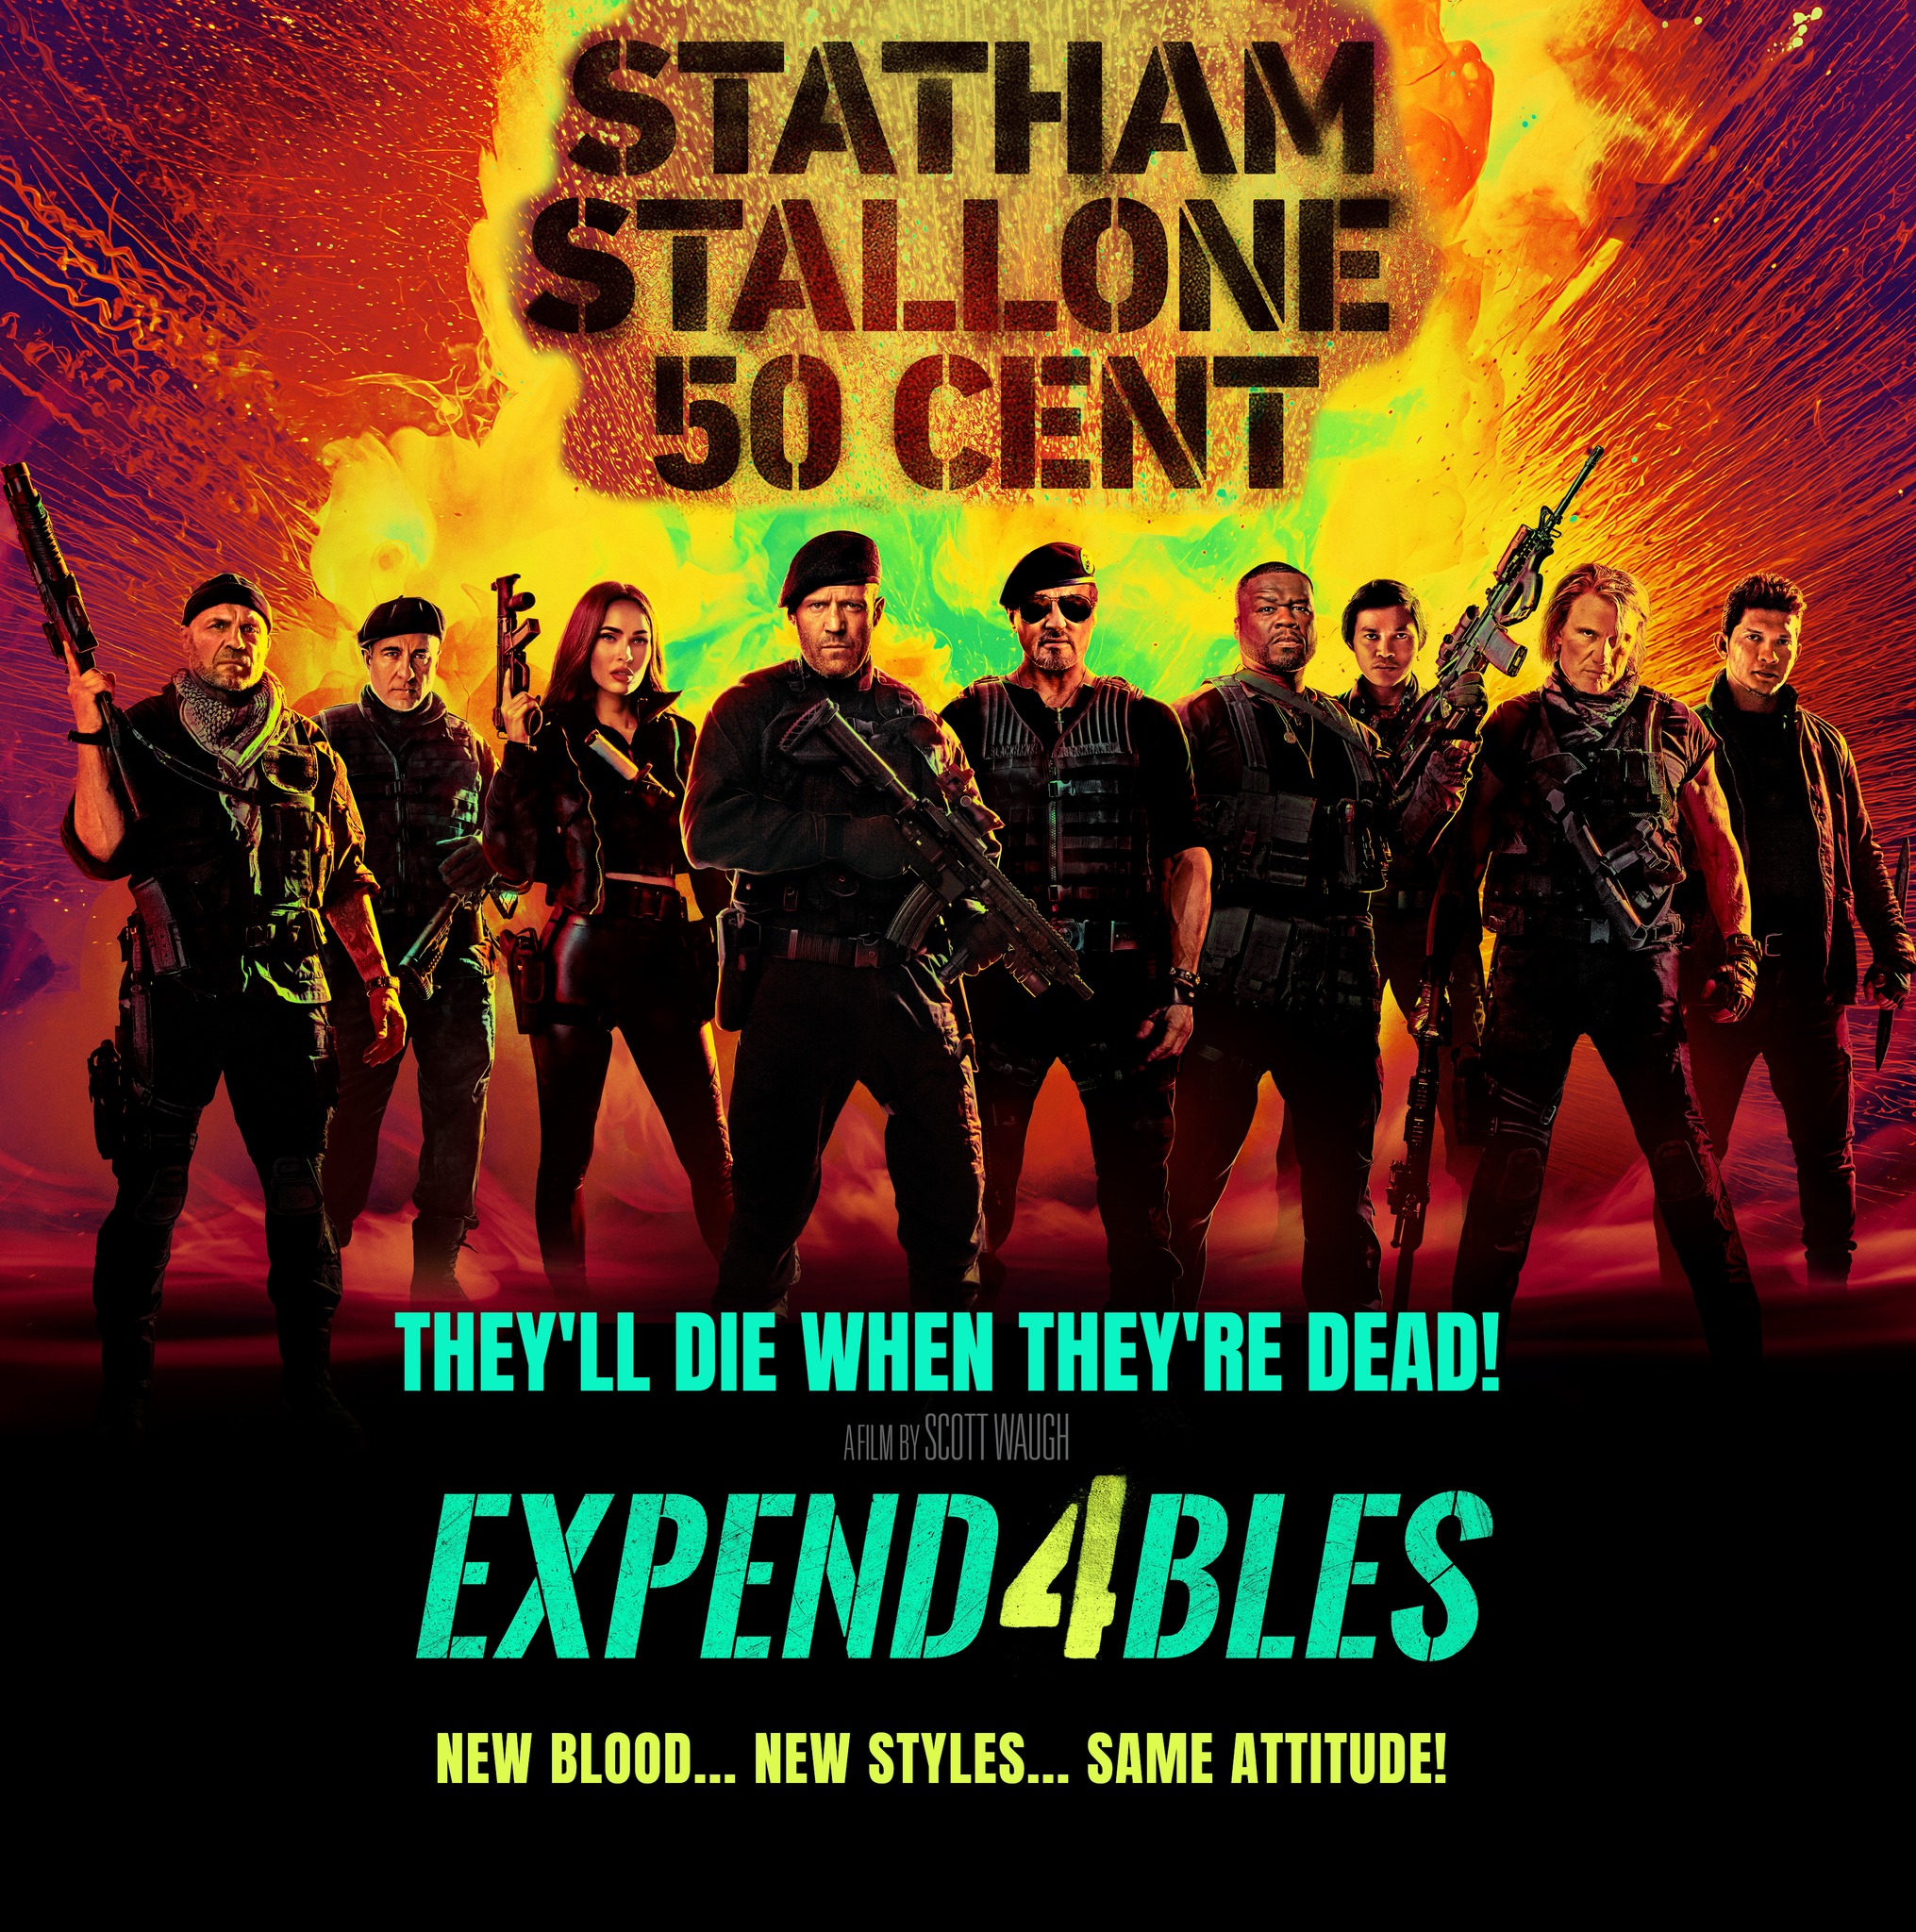 STATHAM
STALLONE
50 CENT
THEY'LL DIE WHEN THEY'RE DEAD!
A FILM BY SCOTT WAUGH
EXPEND4BLES
NEW BLOOD... NEW STYLES... SAME ATTITUDE!